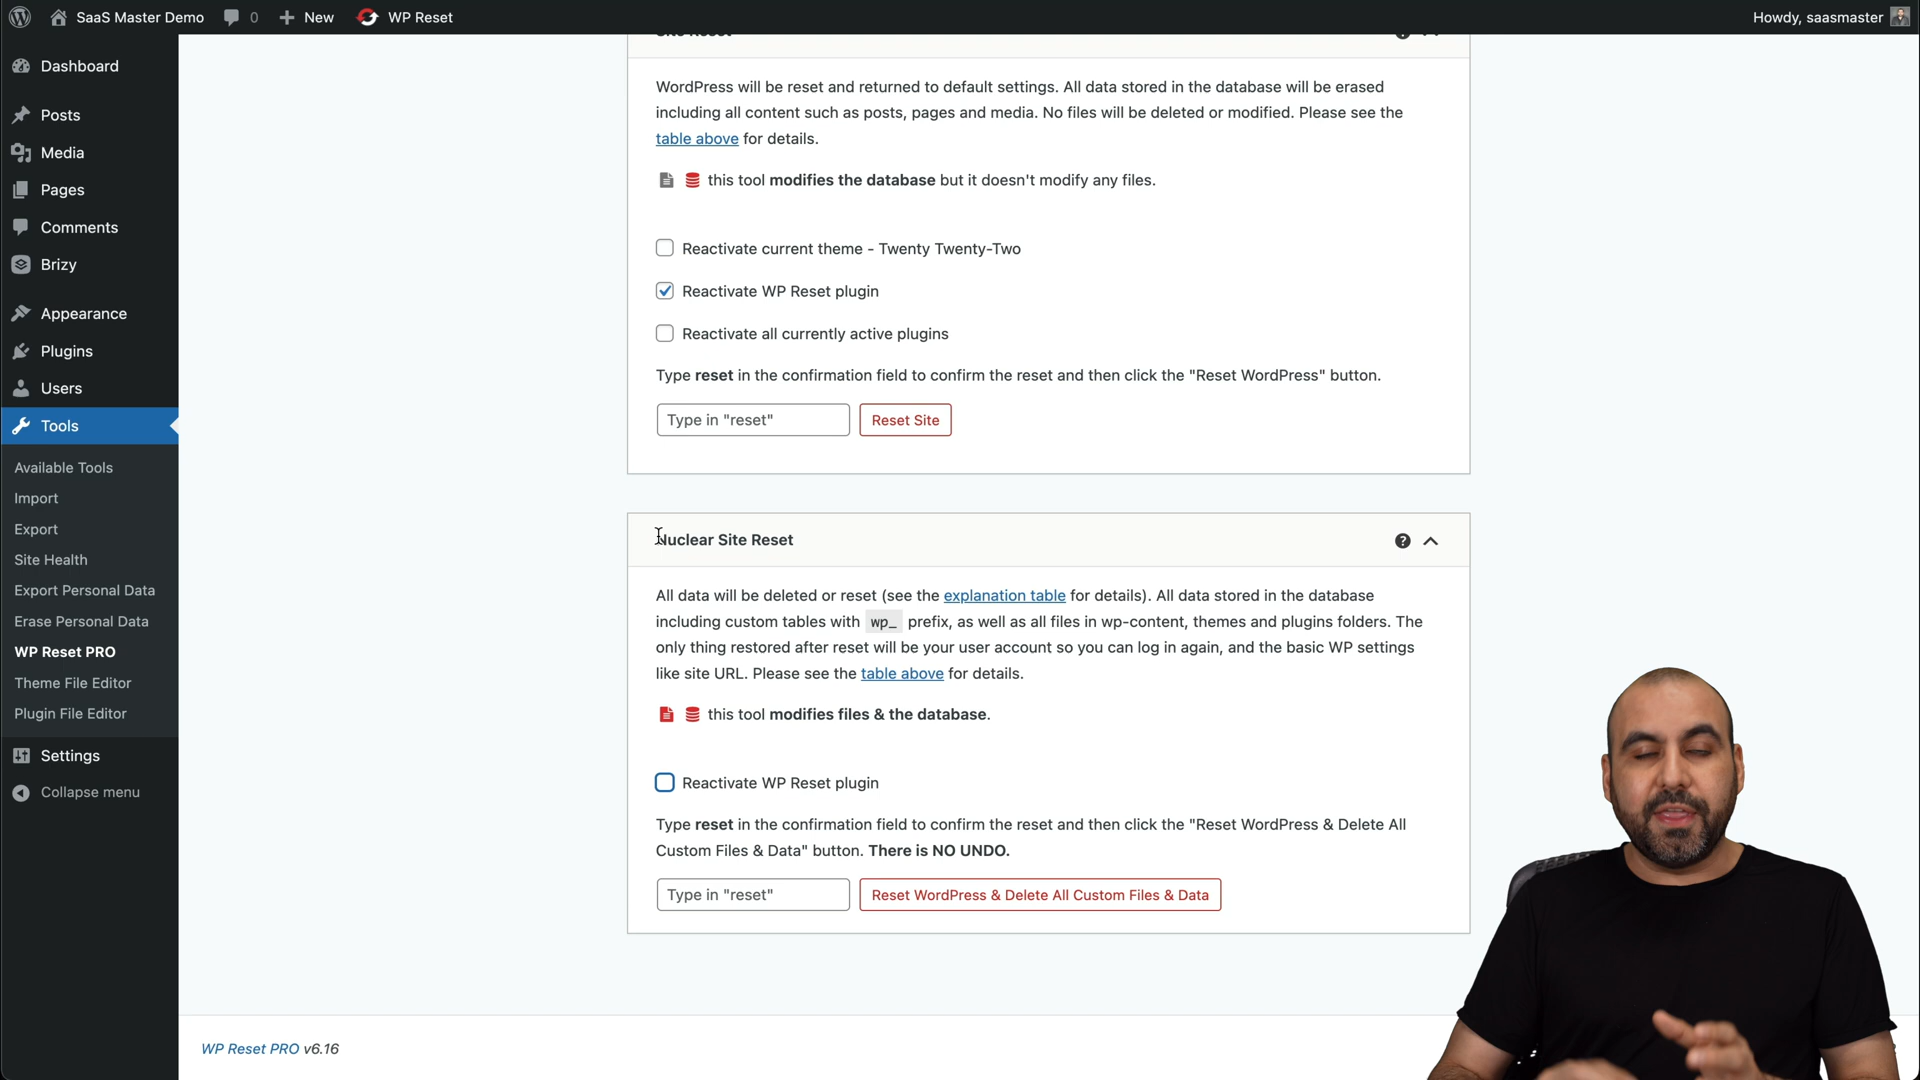 SaaS Master Demo 0 New WP Reset Howdy, saasmaster
Dashboard
Posts
Media
Pages
Comments
Brizy
Appearance
Plugins
Users
Tools
Available Tools
Import
Export
Site Health
Export Personal Data
Erase Personal Data
WP Reset PRO
Theme File Editor
Plugin File Editor
Settings
Collapse menu
Site Reset
WordPress will be reset and returned to default settings. All data stored in the database will be erased
including all content such as posts, pages and media. No files will be deleted or modified. Please see the
table above for details.
this tool modifies the database but it doesn't modify any files.
Reactivate current theme - Twenty Twenty-Two
Reactivate WP Reset plugin
Reactivate all currently active plugins
Type reset in the confirmation field to confirm the reset and then click the "Reset WordPress" button.
Type in "reset" Reset Site
Nuclear Site Reset
All data will be deleted or reset (see the explanation table for details). All data stored in the database
including custom tables with wp_ prefix, as well as all files in wp-content, themes and plugins folders. The
only thing restored after reset will be your user account so you can log in again, and the basic WP settings
like site URL. Please see the table above for details.
this tool modifies files & the database.
Reactivate WP Reset plugin
Type reset in the confirmation field to confirm the reset and then click the "Reset WordPress & Delete All
Custom Files & Data" button. There is NO UNDO.
Type in "reset" Reset WordPress & Delete All Custom Files & Data
WP Reset PRO v6.16